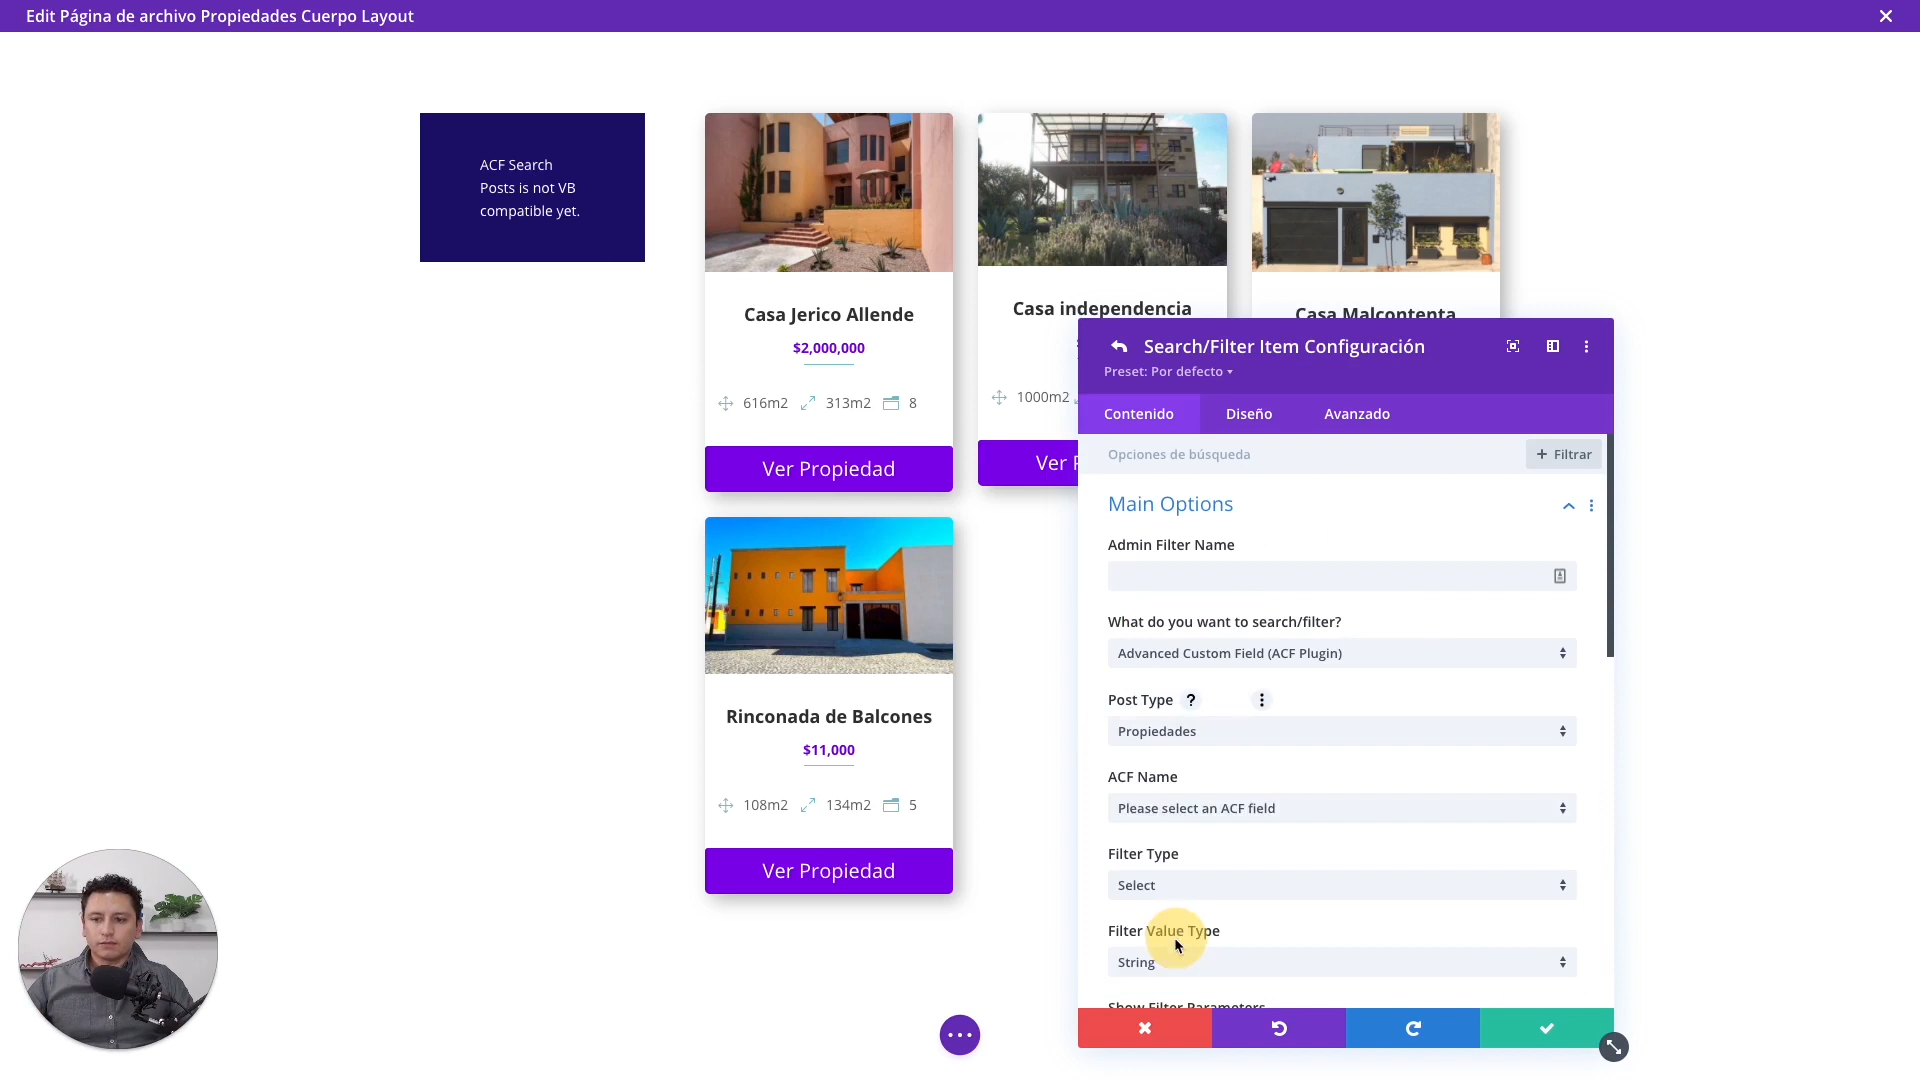 Edit Página de archivo Propiedades Cuerpo Layout
ACF Search
Posts is not VB
compatible yet.
Casa Jerico Allende
$2,000,000
616m2 313m2 8
Ver Propiedad
Casa independencia
1000m2
Ver
Casa Malcontenta
Rinconada de Balcones
$11,000
108m2 134m2 5
Ver Propiedad
Search/Filter Item Configuración
Preset: Por defecto
Contenido Diseño Avanzado
Opciones de búsqueda + Filtrar
Main Options
Admin Filter Name
What do you want to search/filter?
Advanced Custom Field (ACF Plugin)
Post Type ?
Propiedades
ACF Name
Please select an ACF field
Filter Type
Select
Filter Value Type
String
Show Filter Parameters